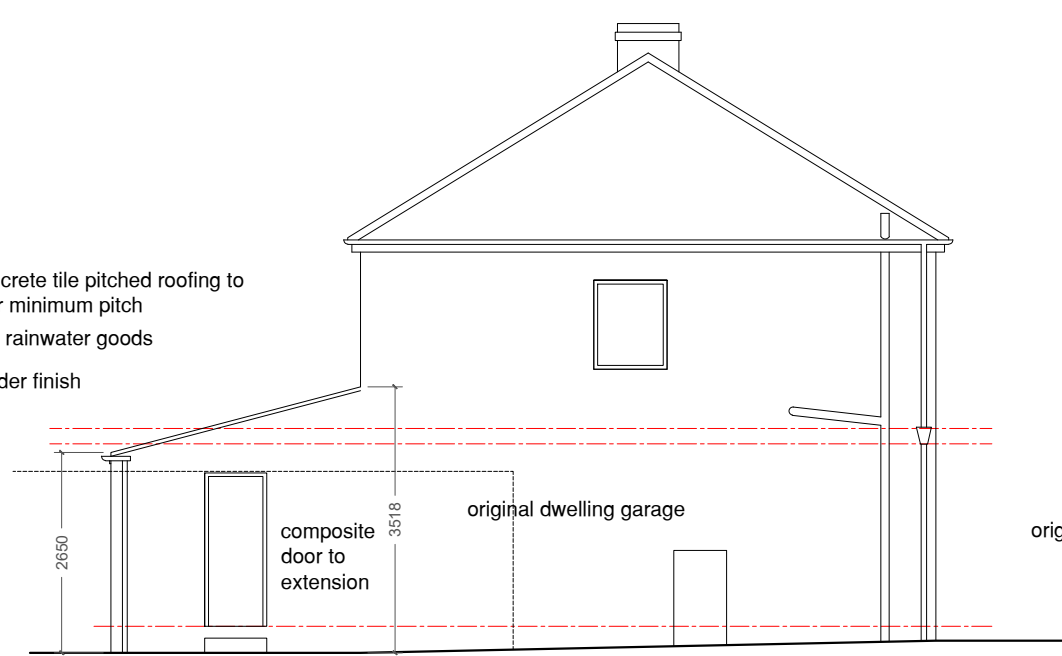 crete tile pitched roofing to
minimum pitch
rainwater goods
der finish
original dwelling garage
composite
door to
extension
3518
2650
orig